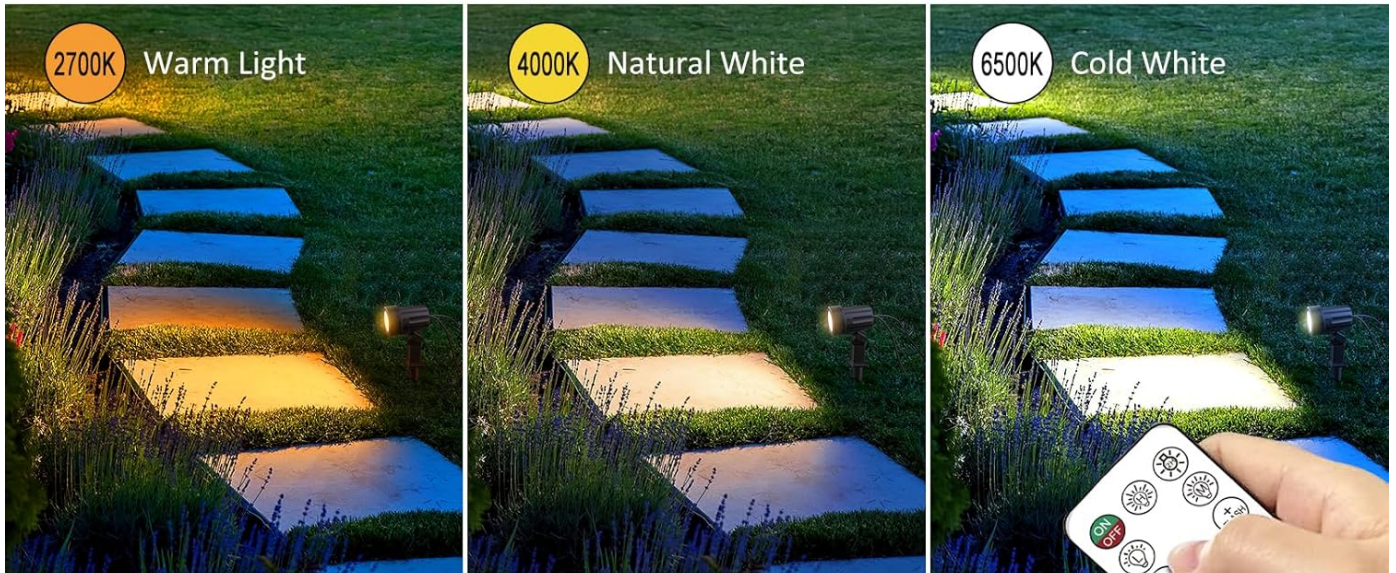 2700K Warm Light
4000K Natural White
6500K Cold White
ON
OFF